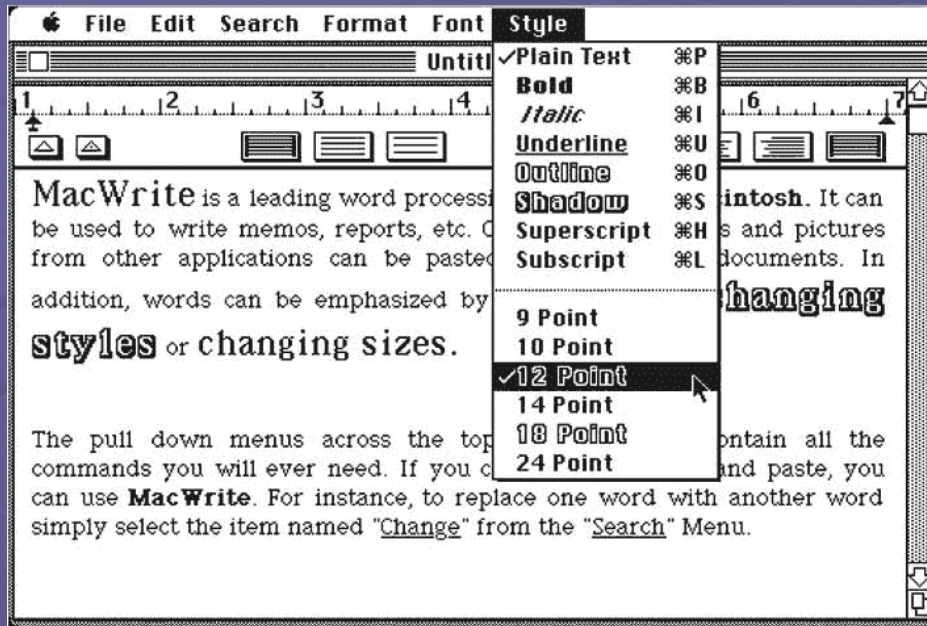 File Edit Search Format Font Style
Untitl
✓Plain Text ⌘P
Bold ⌘B
Italic ⌘I
Underline ⌘U
Outline ⌘O
Shadow ⌘S
Superscript ⌘H
Subscript ⌘L
9 Point
10 Point
✓12 Point
14 Point
18 Point
24 Point
1 2 3 4 6 7
MacWrite is a leading word processi intosh. It can
be used to write memos, reports, etc. C s and pictures
from other applications can be pasted documents. In
addition, words can be emphasized by hanging
styles or changing sizes.
The pull down menus across the top ontain all the
commands you will ever need. If you c and paste, you
can use MacWrite. For instance, to replace one word with another word
simply select the item named "Change" from the "Search" Menu.